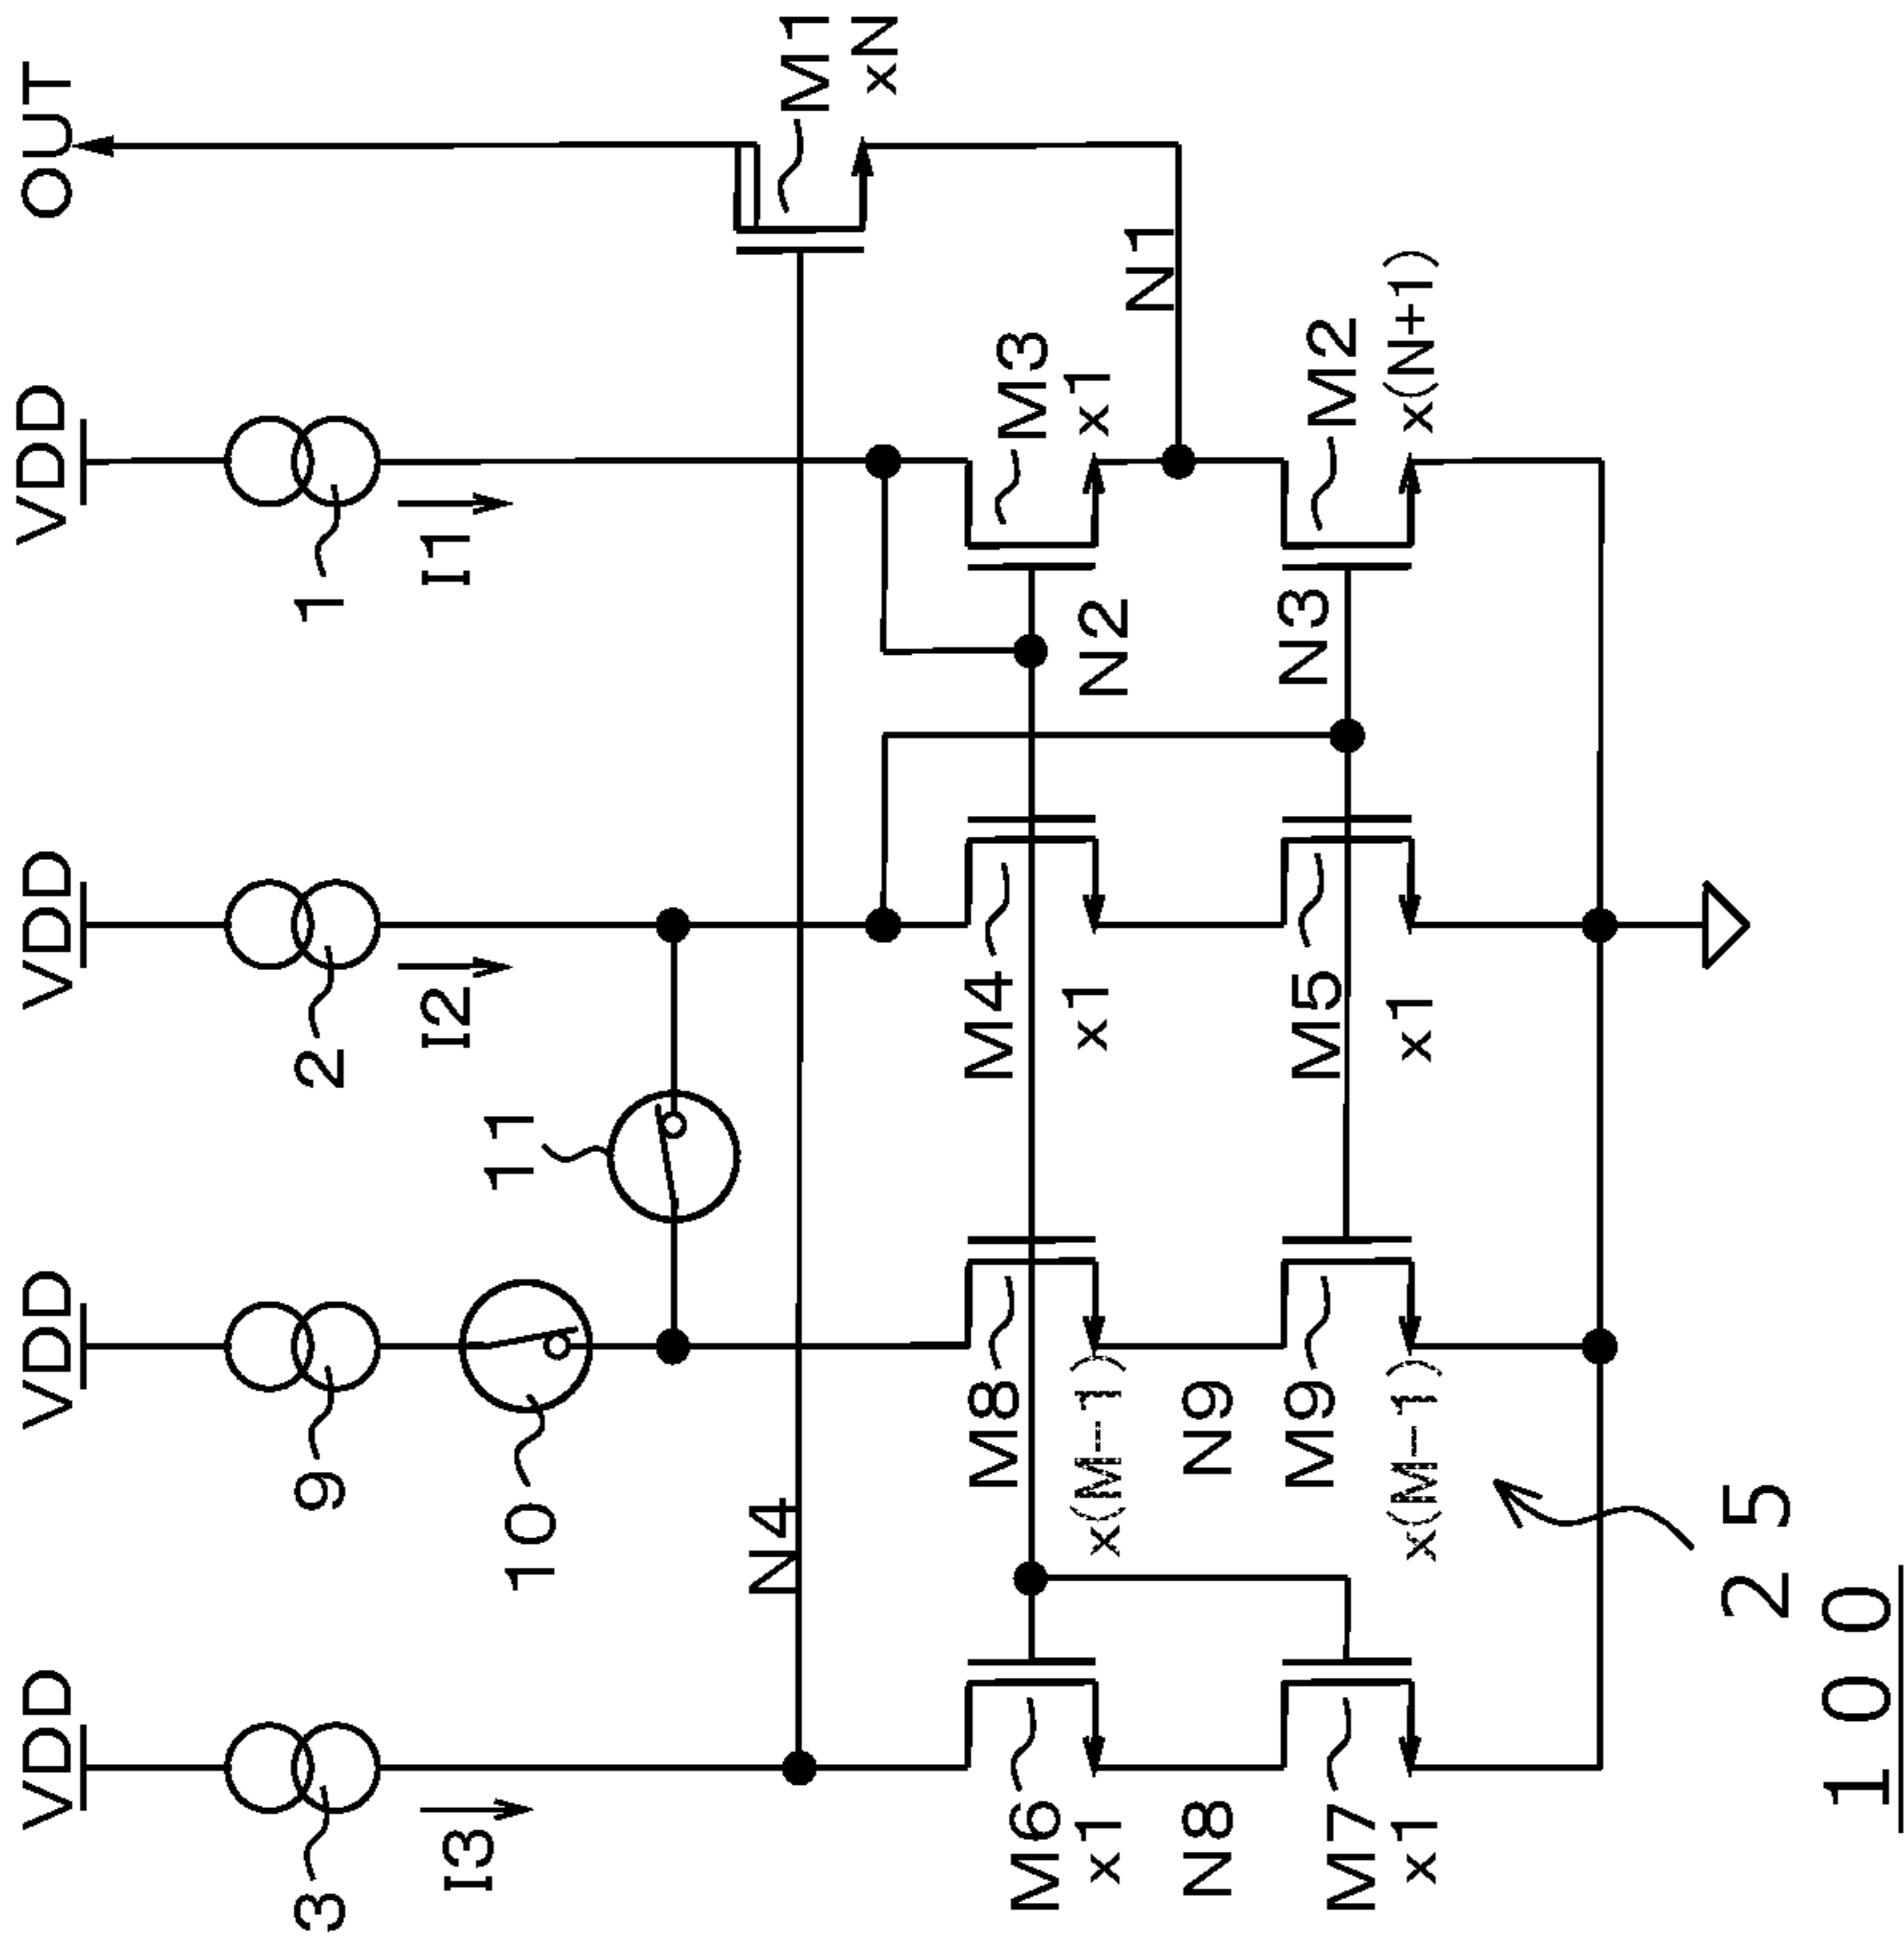 VDD
VDD
VDD
VDD
OUT
3
9
2
1
I3
I2
I1
10
11
N4
M1
xN
M6
x1
M8
x(M-1)
M4
x1
M3
x1
N2
N8
N9
N1
M7
x1
M9
x(M-1)
M5
x1
N3
M2
x(N+1)
25
100